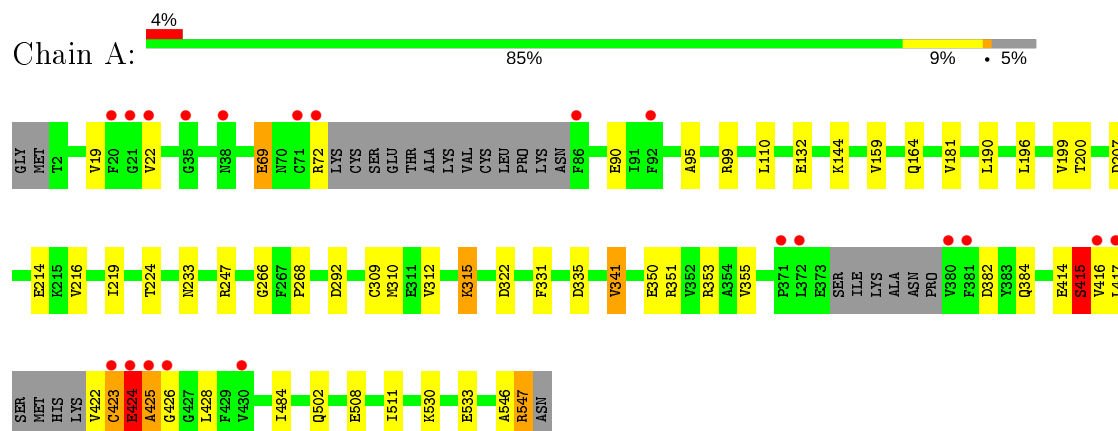 4%
Chain A:
85% 9% • 5%
GLY MET T2 V19 F20 G21 V22 G35 N38 E69 N70 C71 R72 LYS CYS SER GLU THR ALA LYS VAL CYS LEU PRO LYS ASN F86 E90 I91 F92 A95 R99 L110 E132 K144 V159 Q164 V181 L190 L196 V199 T200 D207
E214 K215 V216 I219 T224 N233 R247 G266 F267 P268 D292 C309 M310 E311 V312 K315 D322 F331 D335 V341 E350 R351 V352 R353 A354 V355 P371 L372 E373 SER ILE LYS ALA ASN PRO V380 F381 D382 Y383 Q384 E414 S415 V416 L417
SER MET HIS LYS V422 C423 E424 A425 G426 G427 L428 F429 V430 I484 Q502 E508 I511 K530 E533 A546 R547 ASN